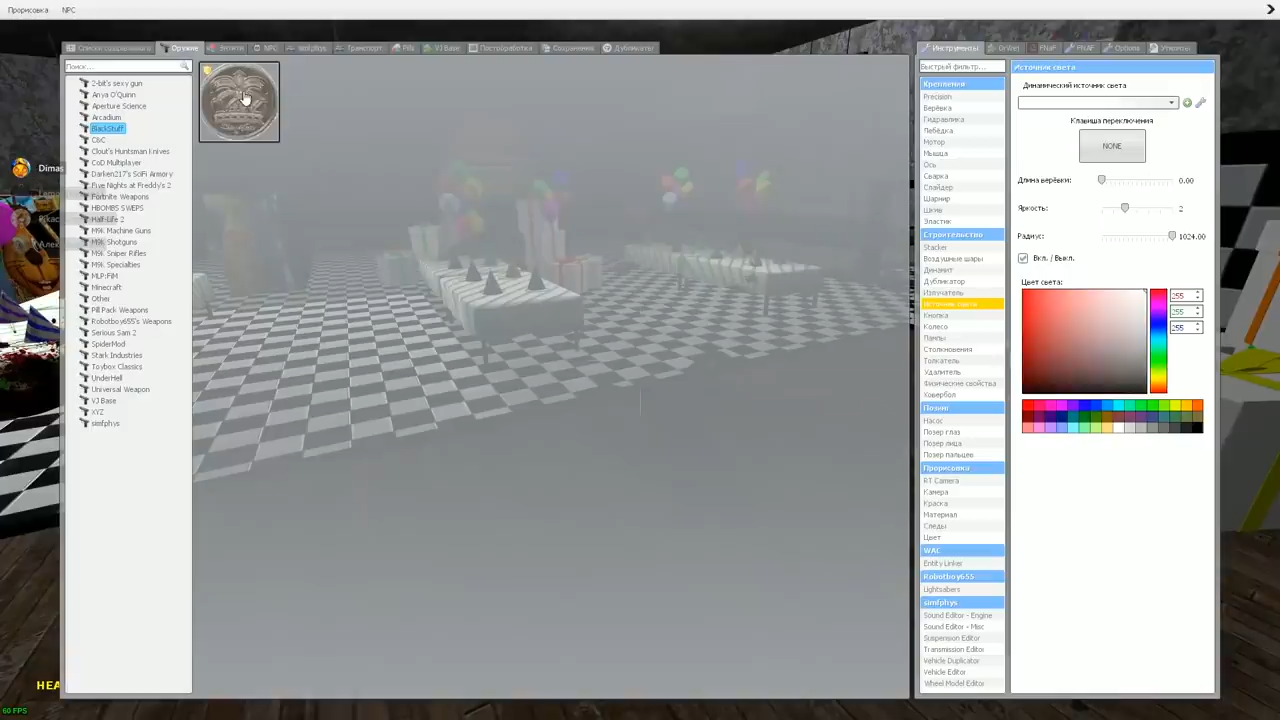 Прорисовка NPC
Списки содержимого Оружие Энтити NPC simfphys Транспорт Pills VJ Base Постобработка Сохранения Дубликаты
Поиск...
2-bit's sexy gun
Anya O'Quinn
Aperture Science
Arcadium
BlackStuff
C&C
Clout's Huntsman Knives
CoD Multiplayer
Darken217's SciFi Armory
Five Nights at Freddy's 2
Fortnite Weapons
HBOMBS SWEPS
Half-Life 2
M9K Machine Guns
M9K Shotguns
M9K Sniper Rifles
M9K Specialties
MLP:FiM
Minecraft
Other
Pill Pack Weapons
Robotboy655's Weapons
Serious Sam 2
SpiderMod
Stark Industries
Toybox Classics
UnderHell
Universal Weapon
VJ Base
XYZ
simfphys
Dimas
HEA
60 FPS
Инструменты FNaF Утилиты
Быстрый фильтр...
Крепления
Precision
Верёвка
Гидравлика
Лебёдка
Мотор
Мышца
Ось
Сварка
Слайдер
Шарнир
Шкив
Эластик
Строительство
Stacker
Воздушные шары
Динамит
Дубликатор
Излучатель
Источник света
Кнопка
Колесо
Лампы
Столкновения
Толкатель
Удалитель
Физические свойства
Ховербол
Позинг
Насос
Позер глаз
Позер лица
Позер пальцев
Прорисовка
RT Camera
Камера
Краска
Материал
Следы
Цвет
WAC
Entity Linker
Robotboy655
Lightsabers
simfphys
Sound Editor - Engine
Sound Editor - Misc
Suspension Editor
Transmission Editor
Vehicle Duplicator
Vehicle Editor
Wheel Model Editor
Источник света
Динамический источник света
Клавиша переключения
NONE
Длина верёвки: 0.00
Яркость: 2
Радиус: 1024.00
Вкл. / Выкл.
Цвет света:
255
255
255